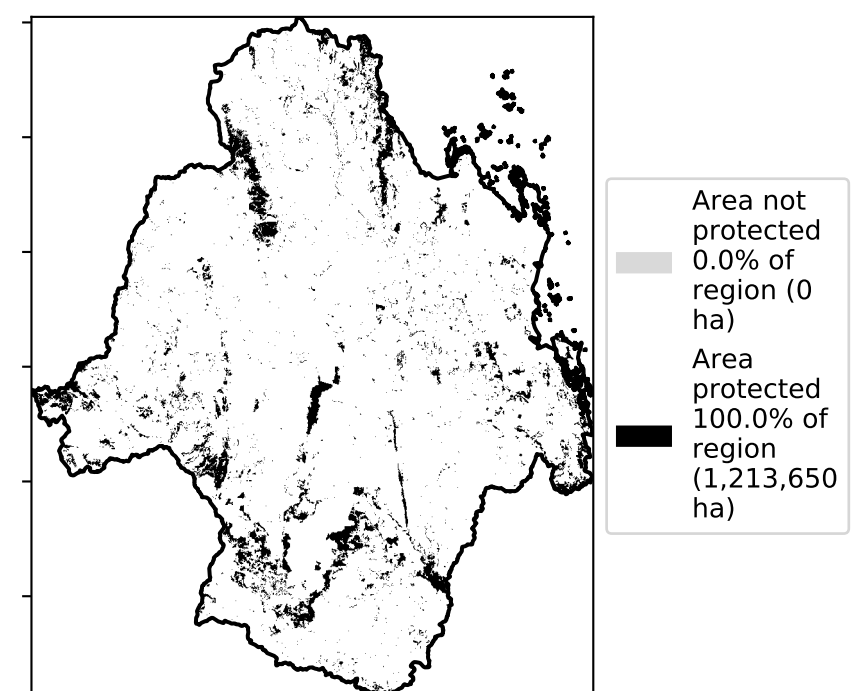 Area not
protected
0.0% of
region (0
ha)
Area
protected
100.0% of
region
(1,213,650
ha)